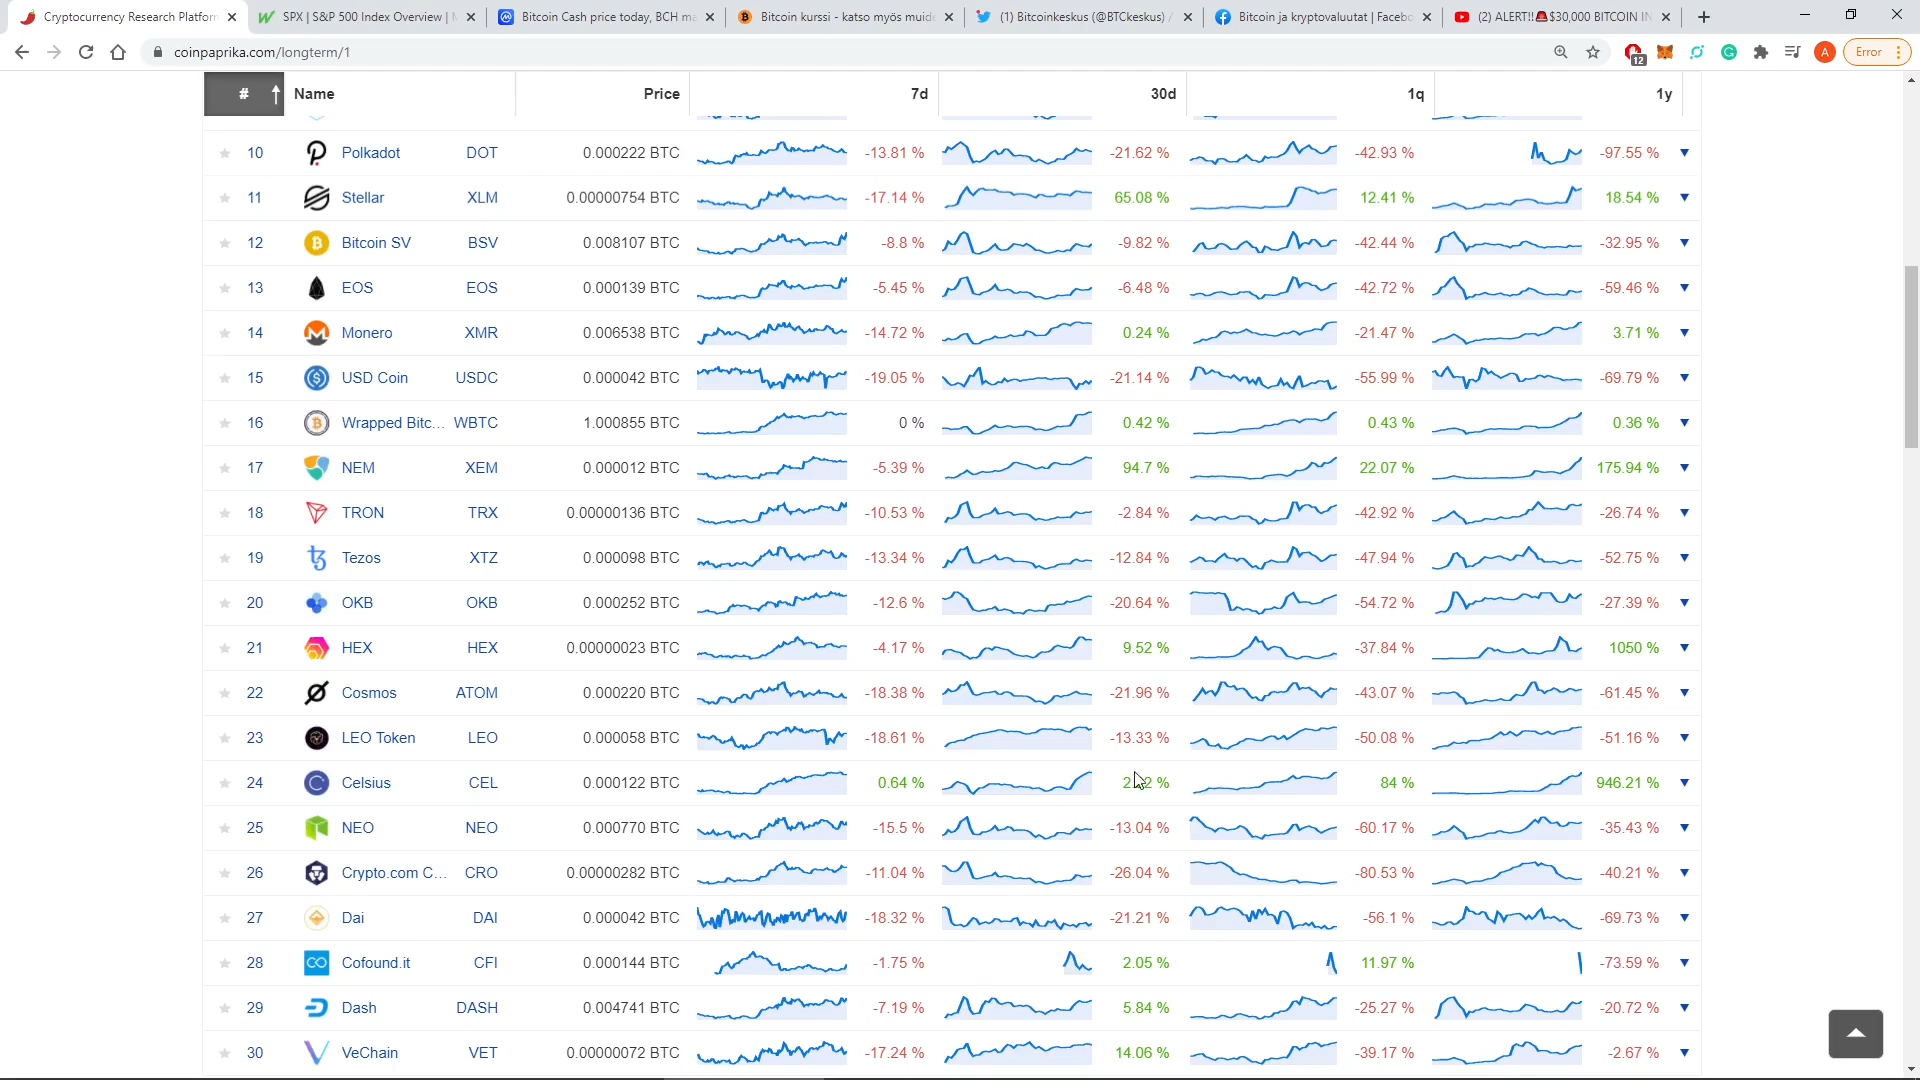 Cryptocurrency Research Platform
SPX | S&P 500 Index Overview |
Bitcoin Cash price today, BCH ma
Bitcoin kurssi - katso myös muide
(1) Bitcoinkeskus (@BTCkeskus) /
Bitcoin ja kryptovaluutat | Facebo
(2) ALERT!!🚨$30,000 BITCOIN IN
coinpaprika.com/longterm/1
12
A
Error
# ↑ Name Price 7d 30d 1q 1y
10 Polkadot DOT 0.000222 BTC -13.81 % -21.62 % -42.93 % -97.55 %
11 Stellar XLM 0.00000754 BTC -17.14 % 65.08 % 12.41 % 18.54 %
12 Bitcoin SV BSV 0.008107 BTC -8.8 % -9.82 % -42.44 % -32.95 %
13 EOS EOS 0.000139 BTC -5.45 % -6.48 % -42.72 % -59.46 %
14 Monero XMR 0.006538 BTC -14.72 % 0.24 % -21.47 % 3.71 %
15 USD Coin USDC 0.000042 BTC -19.05 % -21.14 % -55.99 % -69.79 %
16 Wrapped Bitc... WBTC 1.000855 BTC 0 % 0.42 % 0.43 % 0.36 %
17 NEM XEM 0.000012 BTC -5.39 % 94.7 % 22.07 % 175.94 %
18 TRON TRX 0.00000136 BTC -10.53 % -2.84 % -42.92 % -26.74 %
19 Tezos XTZ 0.000098 BTC -13.34 % -12.84 % -47.94 % -52.75 %
20 OKB OKB 0.000252 BTC -12.6 % -20.64 % -54.72 % -27.39 %
21 HEX HEX 0.00000023 BTC -4.17 % 9.52 % -37.84 % 1050 %
22 Cosmos ATOM 0.000220 BTC -18.38 % -21.96 % -43.07 % -61.45 %
23 LEO Token LEO 0.000058 BTC -18.61 % -13.33 % -50.08 % -51.16 %
24 Celsius CEL 0.000122 BTC 0.64 % 84 % 946.21 %
25 NEO NEO 0.000770 BTC -15.5 % -13.04 % -60.17 % -35.43 %
26 Crypto.com C... CRO 0.00000282 BTC -11.04 % -26.04 % -80.53 % -40.21 %
27 Dai DAI 0.000042 BTC -18.32 % -21.21 % -56.1 % -69.73 %
28 Cofound.it CFI 0.000144 BTC -1.75 % 2.05 % 11.97 % -73.59 %
29 Dash DASH 0.004741 BTC -7.19 % 5.84 % -25.27 % -20.72 %
30 VeChain VET 0.00000072 BTC -17.24 % 14.06 % -39.17 % -2.67 %